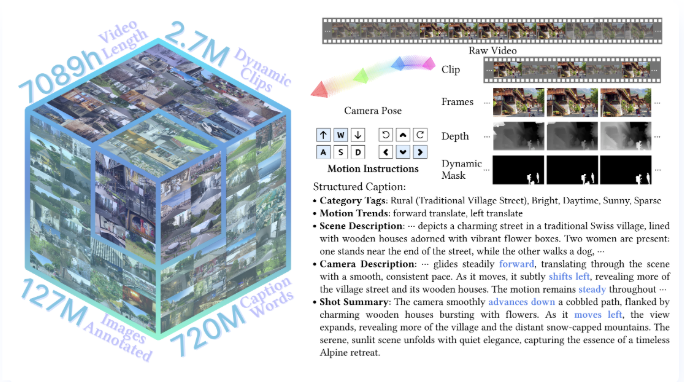 7089h
Video
Length
2.7M
Dynamic
Clips
127M
Images
Annotated
720M
Caption
Words
Raw Video
Clip
Camera Pose
Frames
Depth
Dynamic
Mask
↑ W ↓
A S D
Motion Instructions
Structured Caption:
• Category Tags: Rural (Traditional Village Street), Bright, Daytime, Sunny, Sparse
• Motion Trends: forward translate, left translate
• Scene Description: ··· depicts a charming street in a traditional Swiss village, lined
with wooden houses adorned with vibrant flower boxes. Two women are present:
one stands near the end of the street, while the other walks a dog, ···
• Camera Description: ··· glides steadily forward, translating through the scene
with a smooth, consistent pace. As it moves, it subtly shifts left, revealing more of
the village street and its wooden houses. The motion remains steady throughout ···
• Shot Summary: The camera smoothly advances down a cobbled path, flanked by
charming wooden houses bursting with flowers. As it moves left, the view
expands, revealing more of the village and the distant snow-capped mountains. The
serene, sunlit scene unfolds with quiet elegance, capturing the essence of a timeless
Alpine retreat.